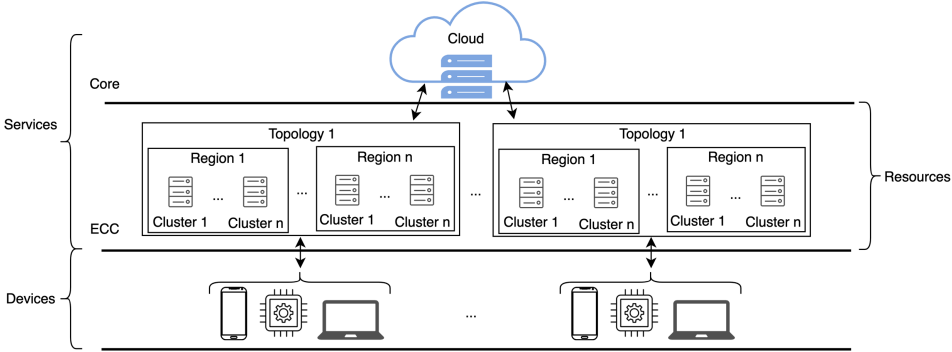 Cloud
Core
Services
Topology 1
Topology 1
Region 1
Region n
Region 1
Region n
Resources
...
...
...
...
...
...
...
Cluster 1
Cluster n
Cluster 1
Cluster n
Cluster 1
Cluster n
Cluster 1
Cluster n
ECC
Devices
...